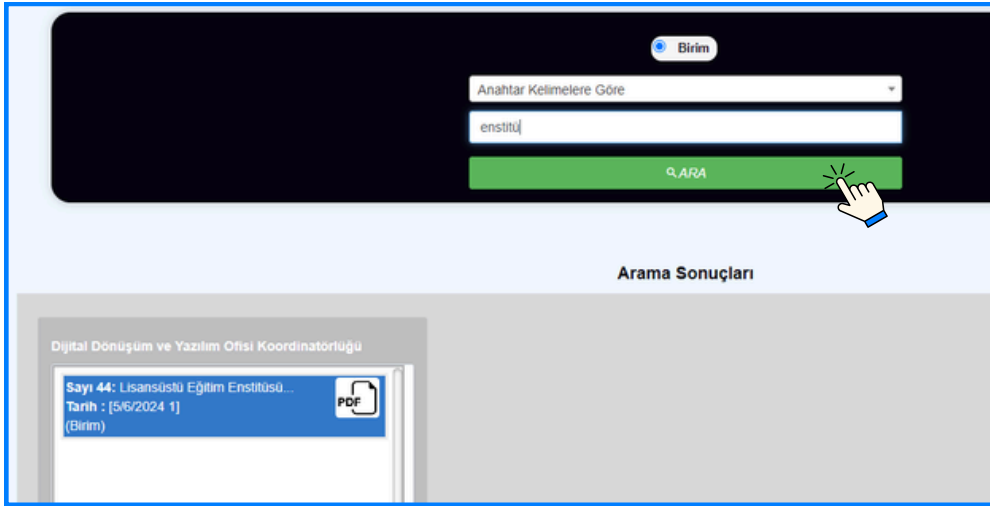 Birim
Anahtar Kelimelere Göre
enstitü
ARA
Arama Sonuçları
Dijital Dönüşüm ve Yazılım Ofisi Koordinatörlüğü
Sayı 44: Lisansüstü Eğitim Enstitüsü...
PDF
Tarih : [5/6/2024 1]
(Birim)